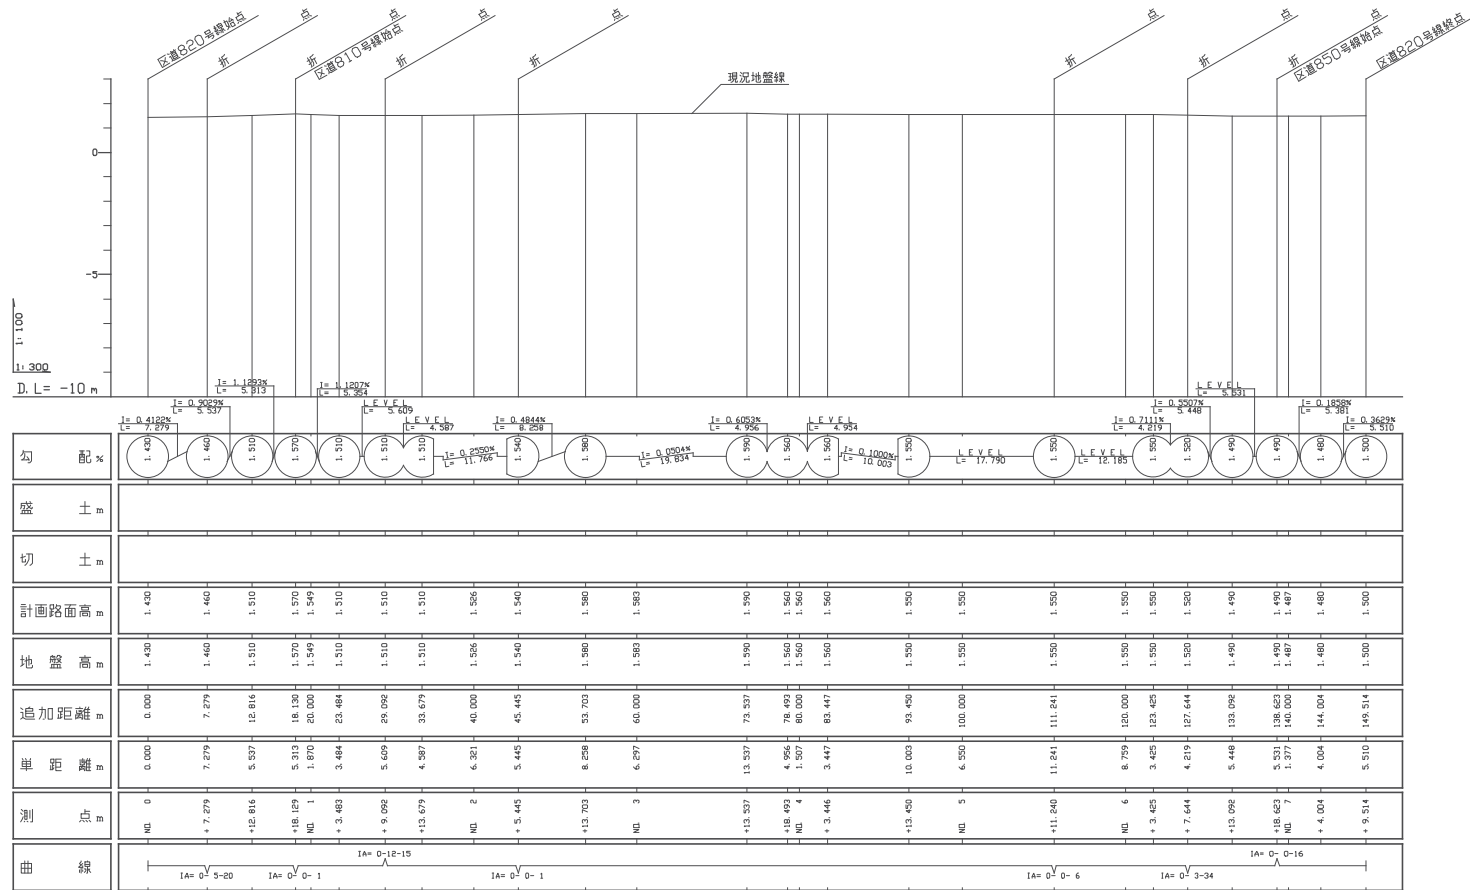 区道820号線始点
折 点
折 点
区道810号線始点
折 点
折 点
折 点
折 点
折 点
区道850号線始点
区道820号線終点
現況地盤線
0
-5
1: 100
1: 300
D. L= -10 m
I= 0.4122%
L= 7.279
I= 0.9029%
L= 5.537
I= 1.1293%
L= 5.313
I= 1.1207%
L= 5.354
L E V E L
L= 5.609
L E V E L
L= 4.587
I= 0.2550%
L= 11.766
I= 0.4844%
L= 8.258
I= 0.0504%
L= 19.834
I= 0.6053%
L= 4.956
L E V E L
L= 4.954
I= 0.1000%
L= 10.003
L E V E L
L= 17.790
L E V E L
L= 12.185
I= 0.7111%
L= 4.219
I= 0.5507%
L= 5.448
L E V E L
L= 5.531
I= 0.1858%
L= 5.381
I= 0.3629%
L= 5.510
勾 配 %
1.430 1.460 1.510 1.570 1.510 1.510 1.510 1.540 1.580 1.590 1.560 1.560 1.550 1.550 1.550 1.520 1.490 1.490 1.480 1.500
盛 土 m
切 土 m
計画路面高 m
1.430 1.460 1.510 1.570 1.549 1.510 1.510 1.510 1.526 1.540 1.580 1.583 1.590 1.560 1.560 1.560 1.550 1.550 1.550 1.550 1.550 1.520 1.490 1.490 1.487 1.480 1.500
地 盤 高 m
1.430 1.460 1.510 1.570 1.549 1.510 1.510 1.510 1.526 1.540 1.580 1.583 1.590 1.560 1.560 1.560 1.550 1.550 1.550 1.550 1.550 1.520 1.490 1.490 1.487 1.480 1.500
追加距離 m
0.000 7.279 12.816 18.130 20.000 23.484 29.092 33.679 40.000 45.445 53.703 60.000 73.537 78.493 80.000 83.447 93.450 100.000 111.241 120.000 123.425 127.644 133.092 138.623 140.000 144.004 149.514
単 距 離 m
0.000 7.279 5.537 5.313 1.870 3.484 5.609 4.587 6.321 5.445 8.258 6.297 13.537 4.956 1.507 3.447 10.003 6.550 11.241 8.759 3.425 4.219 5.448 5.531 1.377 4.004 5.510
測 点 m
NO. 0 + 7.279 +12.816 +18.129 NO. 1 + 3.483 + 9.092 +13.679 NO. 2 + 5.445 +13.703 NO. 3 +13.537 +18.493 NO. 4 + 3.446 +13.450 NO. 5 +11.240 NO. 6 + 3.425 + 7.644 +13.092 +18.623 NO. 7 + 4.004 + 9.514
曲 線
IA= 0- 5-20
IA= 0- 0- 1
IA= 0-12-15
IA= 0- 0- 1
IA= 0- 0- 6
IA= 0- 3-34
IA= 0- 0-16